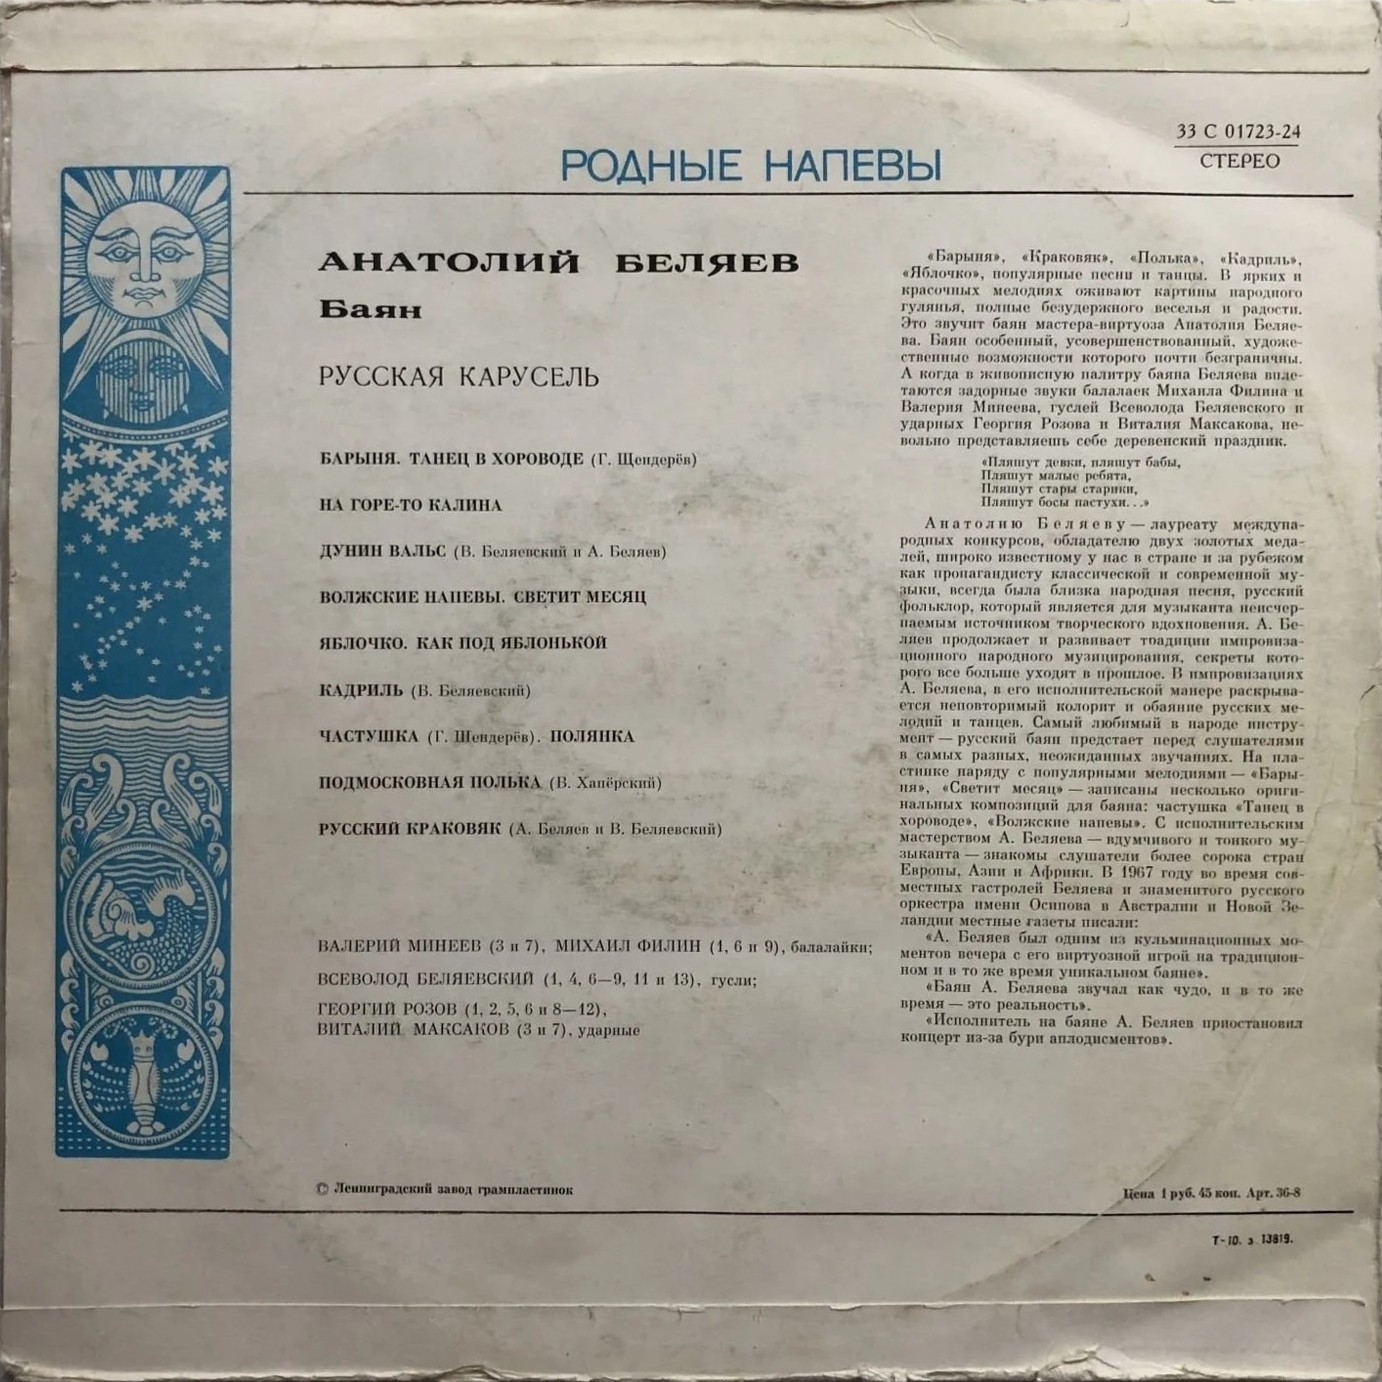 33 С 01723-24
СТЕРЕО
РОДНЫЕ НАПЕВЫ
АНАТОЛИЙ БЕЛЯЕВ
Баян
РУССКАЯ КАРУСЕЛЬ
БАРЫНЯ. ТАНЕЦ В ХОРОВОДЕ (Г. Щендерёв)
НА ГОРЕ-ТО КАЛИНА
ДУНИН ВАЛЬС (В. Беляевский и А. Беляев)
ВОЛЖСКИЕ НАПЕВЫ. СВЕТИТ МЕСЯЦ
ЯБЛОЧКО. КАК ПОД ЯБЛОНЬКОЙ
КАДРИЛЬ (В. Беляевский)
ЧАСТУШКА (Г. Шендерёв). ПОЛЯНКА
ПОДМОСКОВНАЯ ПОЛЬКА (В. Хапёрский)
РУССКИЙ КРАКОВЯК (А. Беляев и В. Беляевский)
ВАЛЕРИЙ МИНЕЕВ (3 и 7), МИХАИЛ ФИЛИН (1, 6 и 9), балалайки;
ВСЕВОЛОД БЕЛЯЕВСКИЙ (1, 4, 6—9, 11 и 13), гусли;
ГЕОРГИЙ РОЗОВ (1, 2, 5, 6 и 8—12),
ВИТАЛИЙ МАКСАКОВ (3 и 7), ударные
«Барыня», «Краковяк», «Полька», «Кадриль»,
«Яблочко», популярные песни и танцы. В ярких и
красочных мелодиях оживают картины народного
гулянья, полные безудержного веселья и радости.
Это звучит баян мастера-виртуоза Анатолия Беляе-
ва. Баян особенный, усовершенствованный, художе-
ственные возможности которого почти безграничны.
А когда в живописную палитру баяна Беляева впле-
таются задорные звуки балалаек Михаила Филина и
Валерия Минеева, гуслей Всеволода Беляевского и
ударных Георгия Розова и Виталия Максакова, не-
вольно представляешь себе деревенский праздник.
«Пляшут девки, пляшут бабы,
Пляшут малые ребята,
Пляшут стары старики,
Пляшут босы пастухи...»
Анатолию Беляеву — лауреату междуна-
родных конкурсов, обладателю двух золотых меда-
лей, широко известному у нас в стране и за рубежом
как пропагандисту классической и современной му-
зыки, всегда была близка народная песня, русский
фольклор, который является для музыканта неисчер-
паемым источником творческого вдохновения. А. Бе-
ляев продолжает и развивает тоадиции импровиза-
ционного народного музицирования, секреты кото-
рого все больше уходят в прошлое. В импровизациях
А. Беляева, в его исполнительской манере раскрыва-
ется неповторимый колорит и обаяние русских ме-
лодий и танцев. Самый любимый в народе инстру-
мент — русский баян предстает перед слушателями
в самых разных, неожиданных звучаниях. На пла-
стинке наряду с популярными мелодиями — «Бары-
ня», «Светит месяц» — записаны несколько ориги-
нальных композиций для баяна: частушка «Танец в
хороводе», «Волжские напевы». С исполнительским
мастерством А. Беляева — вдумчивого и тонкого му-
зыканта — знакомы слушатели более сорока стран
Европы, Азии и Африки. В 1967 году во время сов-
местных гастролей Беляева и знаменитого русского
оркестра имени Осипова в Австралии и Новой Зе-
ландии местные газеты писали:
«А. Беляев был одним из кульминационных мо-
ментов вечера с его виртуозной игрой на традицион-
ном и в то же время уникальном баяне».
«Баян А. Беляева звучал как чудо, и в то же
время — это реальность».
«Исполнитель на баяне А. Беляев приостановил
концерт из-за бури аплодисментов».
© Ленинградский завод грампластинок
Цена 1 руб. 45 коп. Арт. 36-8
Т-10. з 13819.